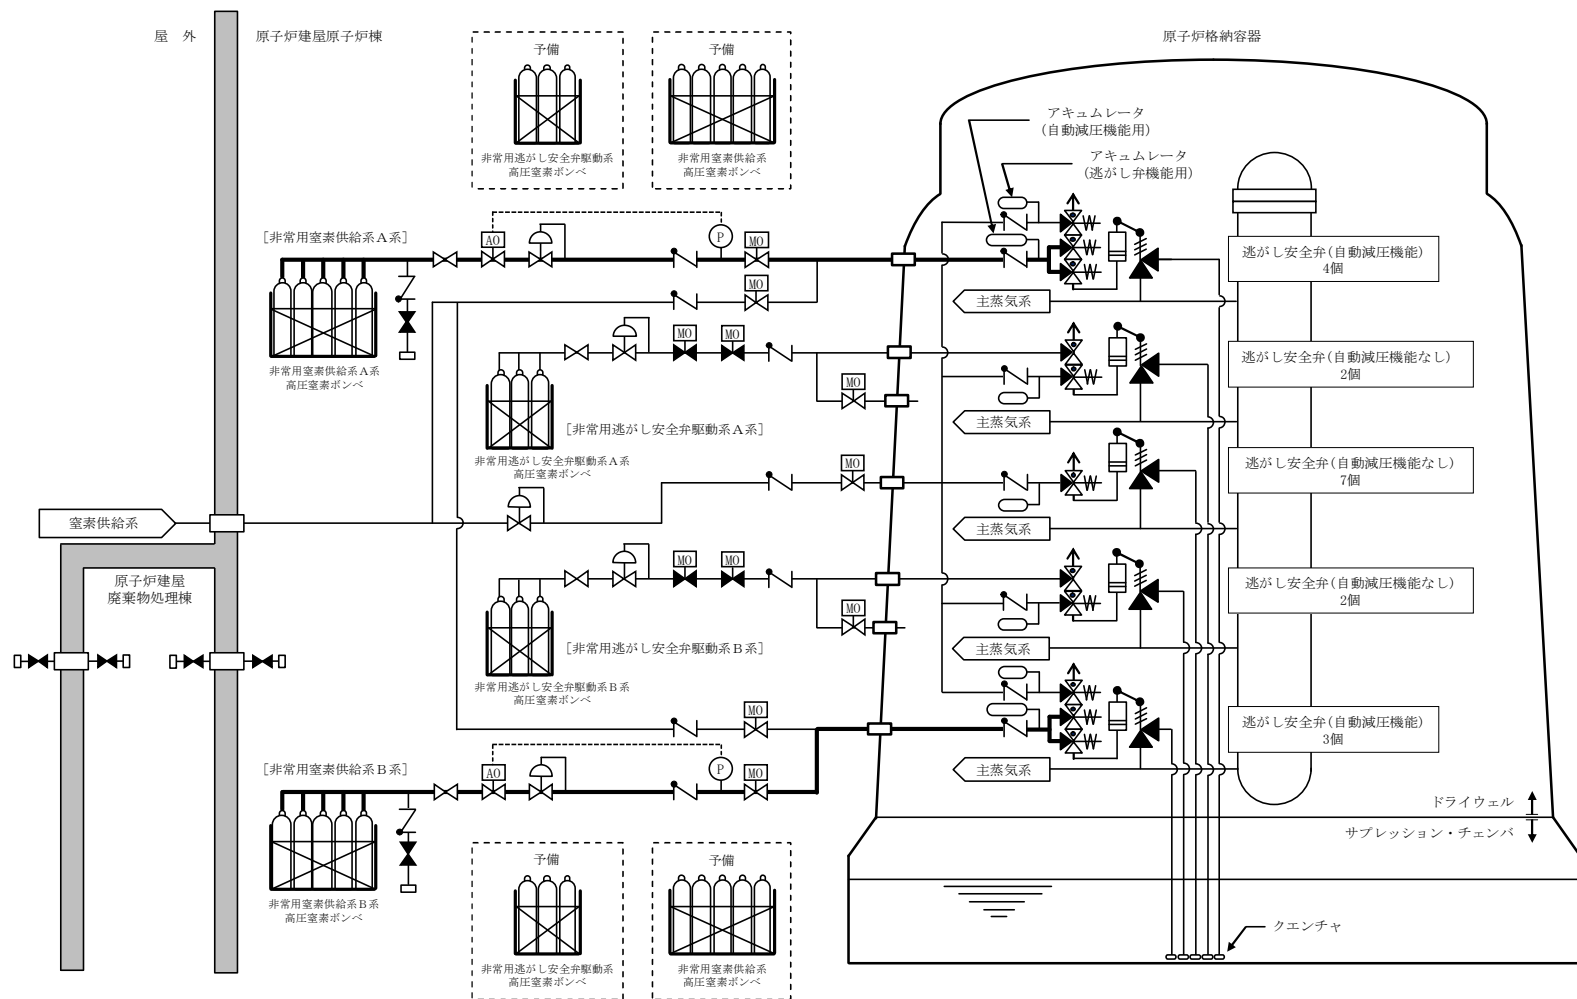 屋 外
原子炉建屋原子炉棟
予備
非常用逃がし安全弁駆動系
高圧窒素ボンベ
予備
非常用窒素供給系
高圧窒素ボンベ
原子炉格納容器
アキュムレータ
(自動減圧機能用)
アキュムレータ
(逃がし弁機能用)
[非常用窒素供給系A系]
AO
P
MO
MO
非常用窒素供給系A系
高圧窒素ボンベ
MO
MO
MO
[非常用逃がし安全弁駆動系A系]
非常用逃がし安全弁駆動系A系
高圧窒素ボンベ
MO
窒素供給系
原子炉建屋
廃棄物処理棟
MO
MO
MO
[非常用逃がし安全弁駆動系B系]
非常用逃がし安全弁駆動系B系
高圧窒素ボンベ
MO
[非常用窒素供給系B系]
AO
P
MO
非常用窒素供給系B系
高圧窒素ボンベ
逃がし安全弁(自動減圧機能)
4個
主蒸気系
逃がし安全弁(自動減圧機能なし)
2個
主蒸気系
逃がし安全弁(自動減圧機能なし)
7個
主蒸気系
逃がし安全弁(自動減圧機能なし)
2個
主蒸気系
逃がし安全弁(自動減圧機能)
3個
主蒸気系
ドライウェル
サプレッション・チェンバ
クエンチャ
予備
非常用逃がし安全弁駆動系
高圧窒素ボンベ
予備
非常用窒素供給系
高圧窒素ボンベ